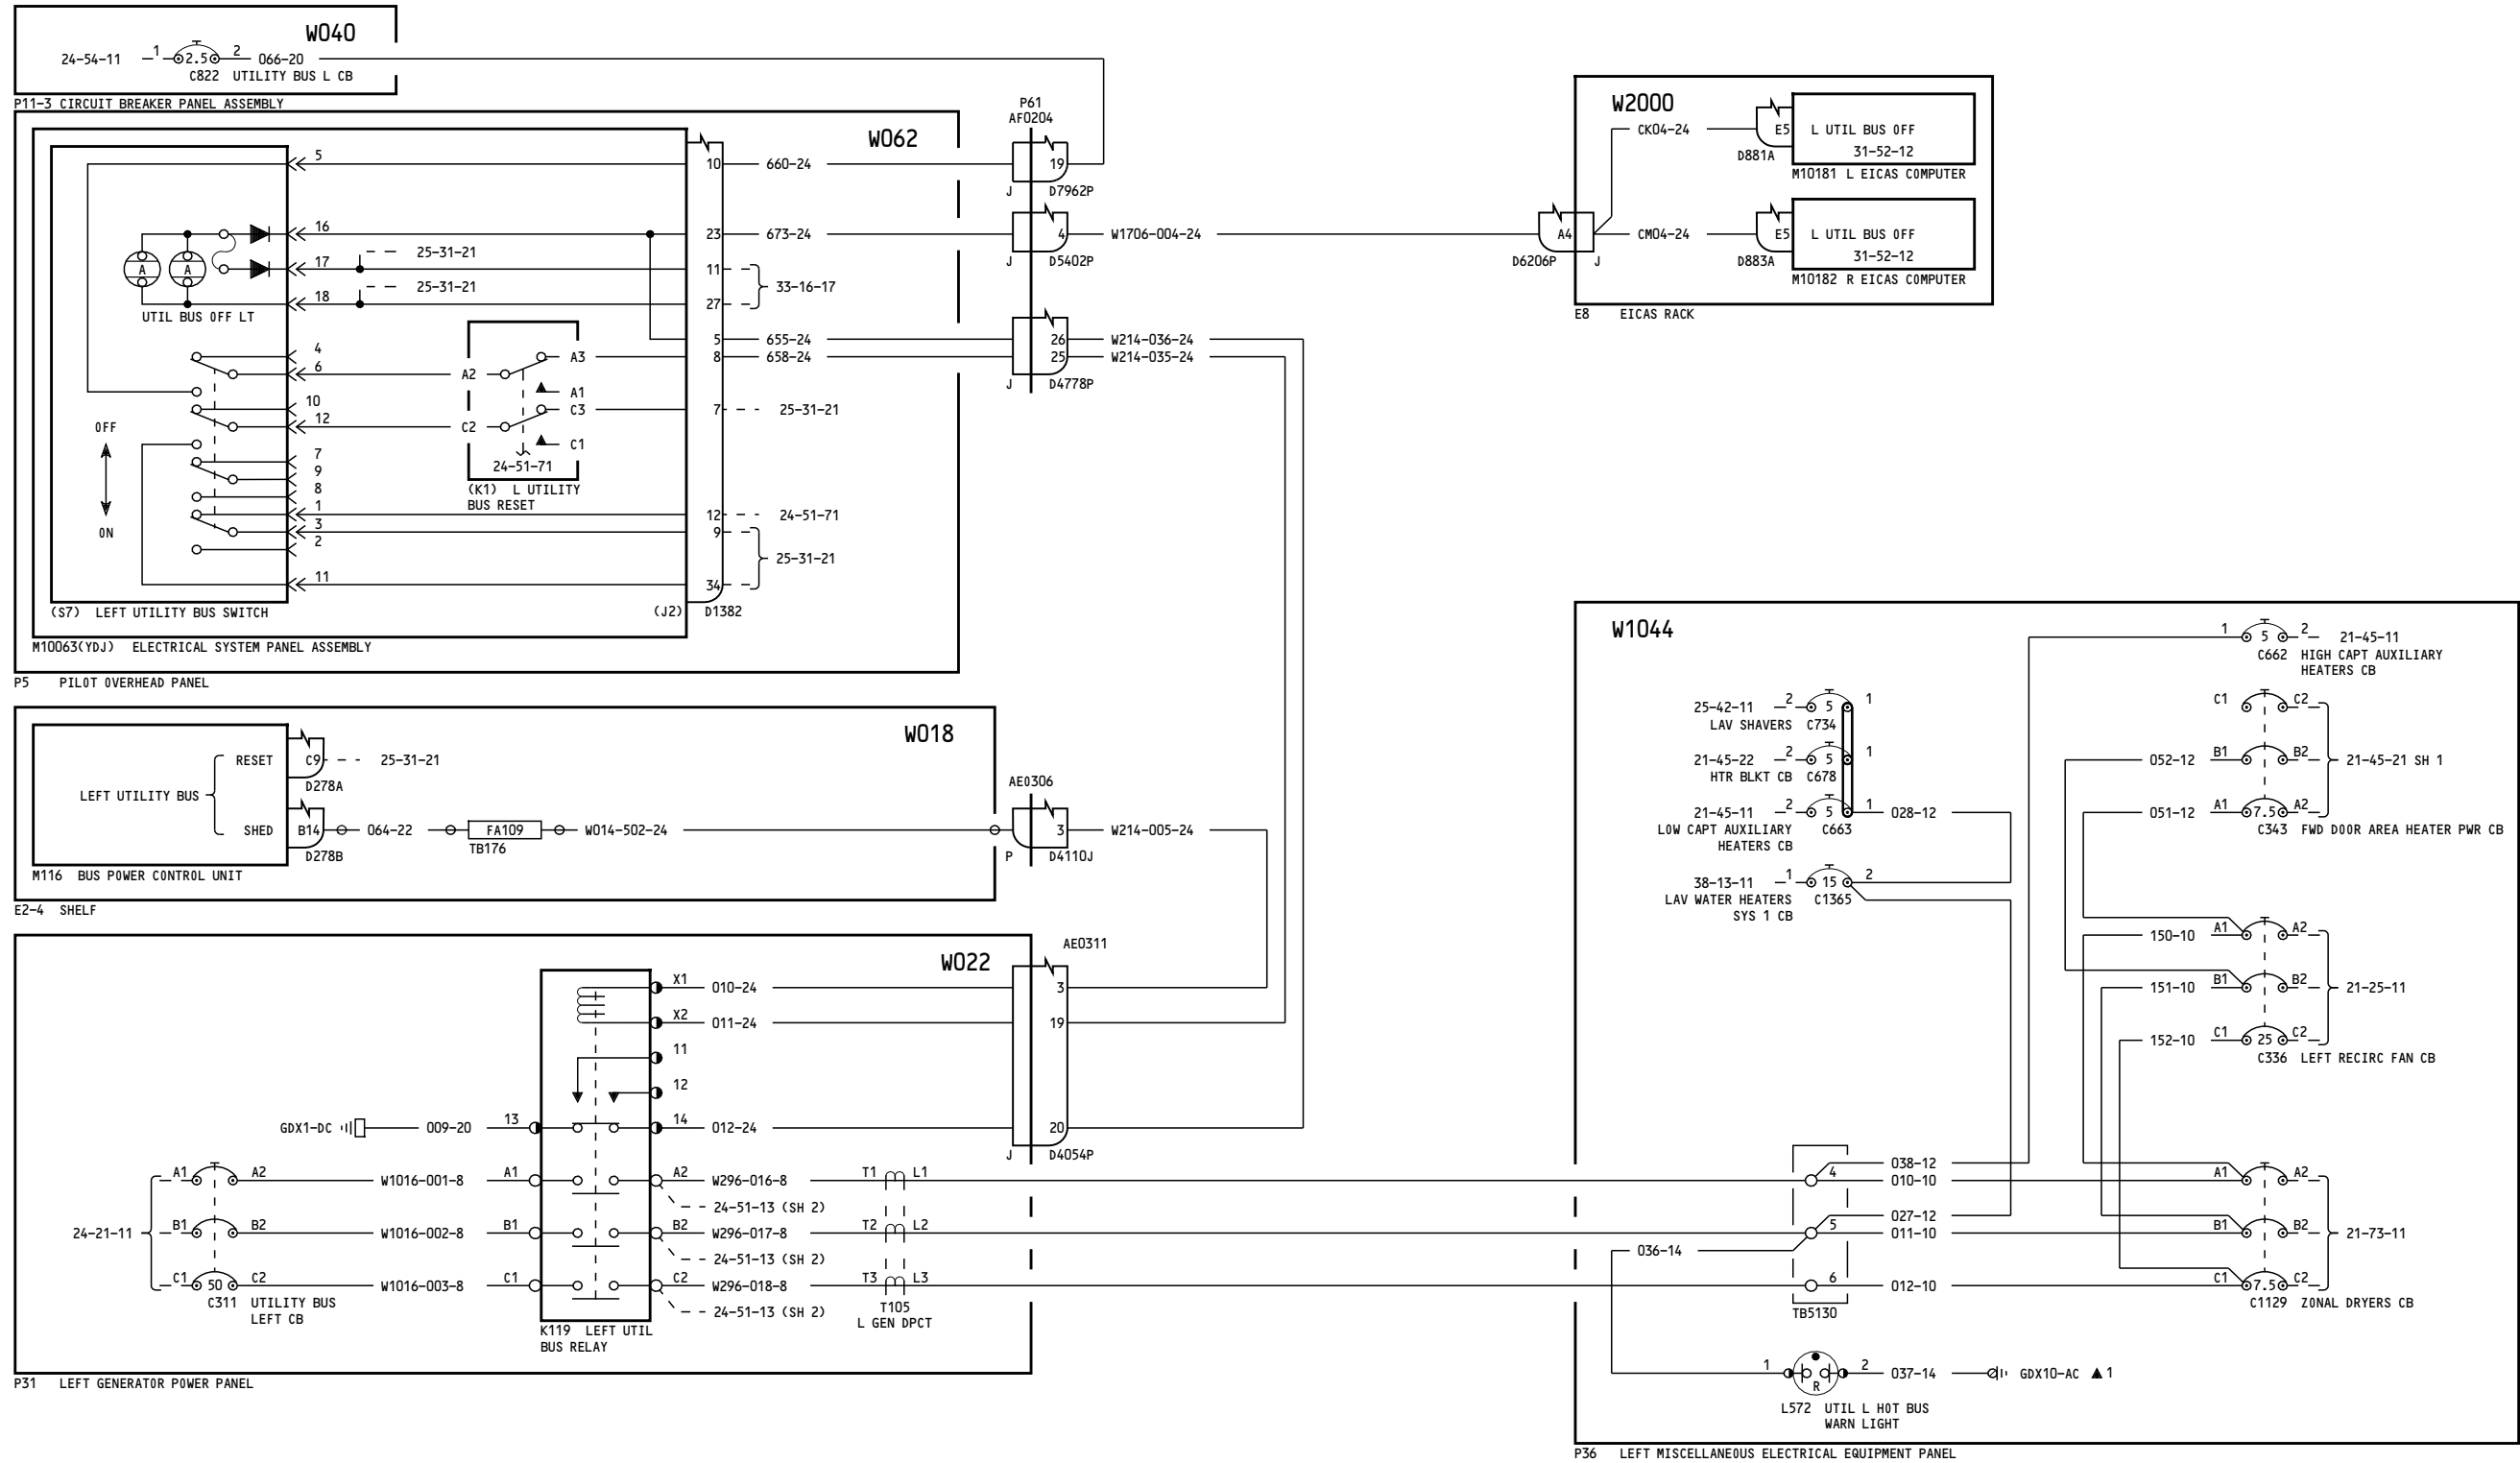 W040
24-54-11 1 2.5 2 066-20
C822 UTILITY BUS L CB
P11-3 CIRCUIT BREAKER PANEL ASSEMBLY
W062
5
16
25-31-21
17
25-31-21
18
A A
UTIL BUS OFF LT
4
6
10
12
7
9
8
1
3
2
11
OFF
ON
A2 A3
A1
C3
C2
C1
24-51-71
(K1) L UTILITY
BUS RESET
10 660-24
23 673-24
11
33-16-17
27
5 655-24
8 658-24
7 25-31-21
12 24-51-71
9
25-31-21
34
(S7) LEFT UTILITY BUS SWITCH
(J2) D1382
M10063(YDJ) ELECTRICAL SYSTEM PANEL ASSEMBLY
P5 PILOT OVERHEAD PANEL
P61
AF0204
19
J D7962P
4 W1706-004-24
J D5402P
26 W214-036-24
25 W214-035-24
J D4778P
W2000
CK04-24 E5 L UTIL BUS OFF
D881A 31-52-12
M10181 L EICAS COMPUTER
A4 CM04-24 E5 L UTIL BUS OFF
D6206P J D883A 31-52-12
M10182 R EICAS COMPUTER
E8 EICAS RACK
W018
RESET C9 25-31-21
D278A
LEFT UTILITY BUS
SHED B14 064-22 FA109 W014-502-24
D278B TB176
M116 BUS POWER CONTROL UNIT
E2-4 SHELF
AE0306
3 W214-005-24
P D4110J
W022
AE0311
X1 010-24 3
X2 011-24 19
11
12
GDX1-DC 009-20 13 14 012-24 20
J D4054P
A1 A2 W1016-001-8 A1 A2 W296-016-8 T1 L1
24-51-13 (SH 2)
24-21-11 B1 B2 W1016-002-8 B1 B2 W296-017-8 T2 L2
24-51-13 (SH 2)
C1 50 C2 W1016-003-8 C1 C2 W296-018-8 T3 L3
24-51-13 (SH 2)
C311 UTILITY BUS
LEFT CB
T105
L GEN DPCT
K119 LEFT UTIL
BUS RELAY
P31 LEFT GENERATOR POWER PANEL
W1044
1 5 2 21-45-11
C662 HIGH CAPT AUXILIARY
HEATERS CB
25-42-11 2 5 1
LAV SHAVERS C734
21-45-22 2 5 1
HTR BLKT CB C678
21-45-11 2 5 1 028-12
LOW CAPT AUXILIARY C663
HEATERS CB
38-13-11 1 15 2
LAV WATER HEATERS C1365
SYS 1 CB
C1 C2
052-12 B1 B2 21-45-21 SH 1
051-12 A1 7.5 A2
C343 FWD DOOR AREA HEATER PWR CB
150-10 A1 A2
151-10 B1 B2 21-25-11
152-10 C1 25 C2
C336 LEFT RECIRC FAN CB
038-12
4 010-10 A1 A2
027-12
5 011-10 B1 B2 21-73-11
036-14
6 012-10 C1 7.5 C2
TB5130
C1129 ZONAL DRYERS CB
1 R 2 037-14 GDX10-AC 1
L572 UTIL L HOT BUS
WARN LIGHT
P36 LEFT MISCELLANEOUS ELECTRICAL EQUIPMENT PANEL